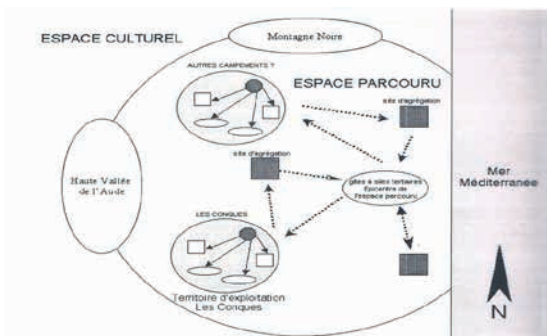 ESPACE CULTUREL
Montagne Noire
AUTRES CAMPEMENTS ?
ESPACE PARCOURU
site d'agrégation
site d'agrégation
Haute Vallée
de l'Aude
gîtes à silex tertiaires
Epicentre de
l'espace parcouru
Mer
Méditerranée
LES CONQUES
Territoire d'exploitation
Les Conques
N